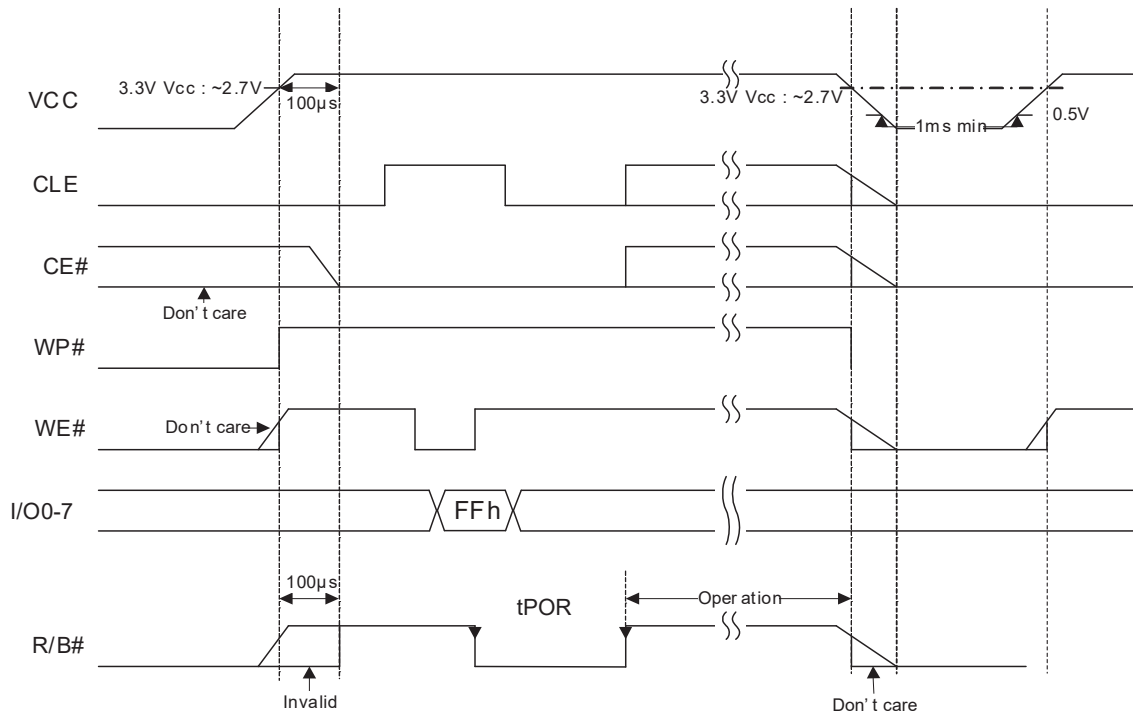 VCC
3.3V Vcc : ~2.7V
100μs
3.3V Vcc : ~2.7V
1ms min
0.5V
CLE
CE#
Don't care
WP#
WE#
Don't care
I/O0-7
FFh
R/B#
100μs
Invalid
tPOR
Operation
Don't care